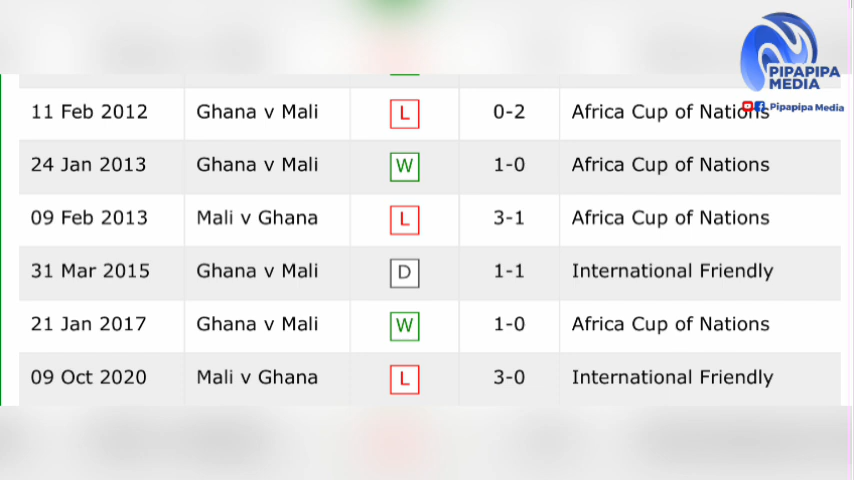 PIPAPIPA
MEDIA
Pipapipa Media
11 Feb 2012 Ghana v Mali L 0-2 Africa Cup of Nations
24 Jan 2013 Ghana v Mali W 1-0 Africa Cup of Nations
09 Feb 2013 Mali v Ghana L 3-1 Africa Cup of Nations
31 Mar 2015 Ghana v Mali D 1-1 International Friendly
21 Jan 2017 Ghana v Mali W 1-0 Africa Cup of Nations
09 Oct 2020 Mali v Ghana L 3-0 International Friendly